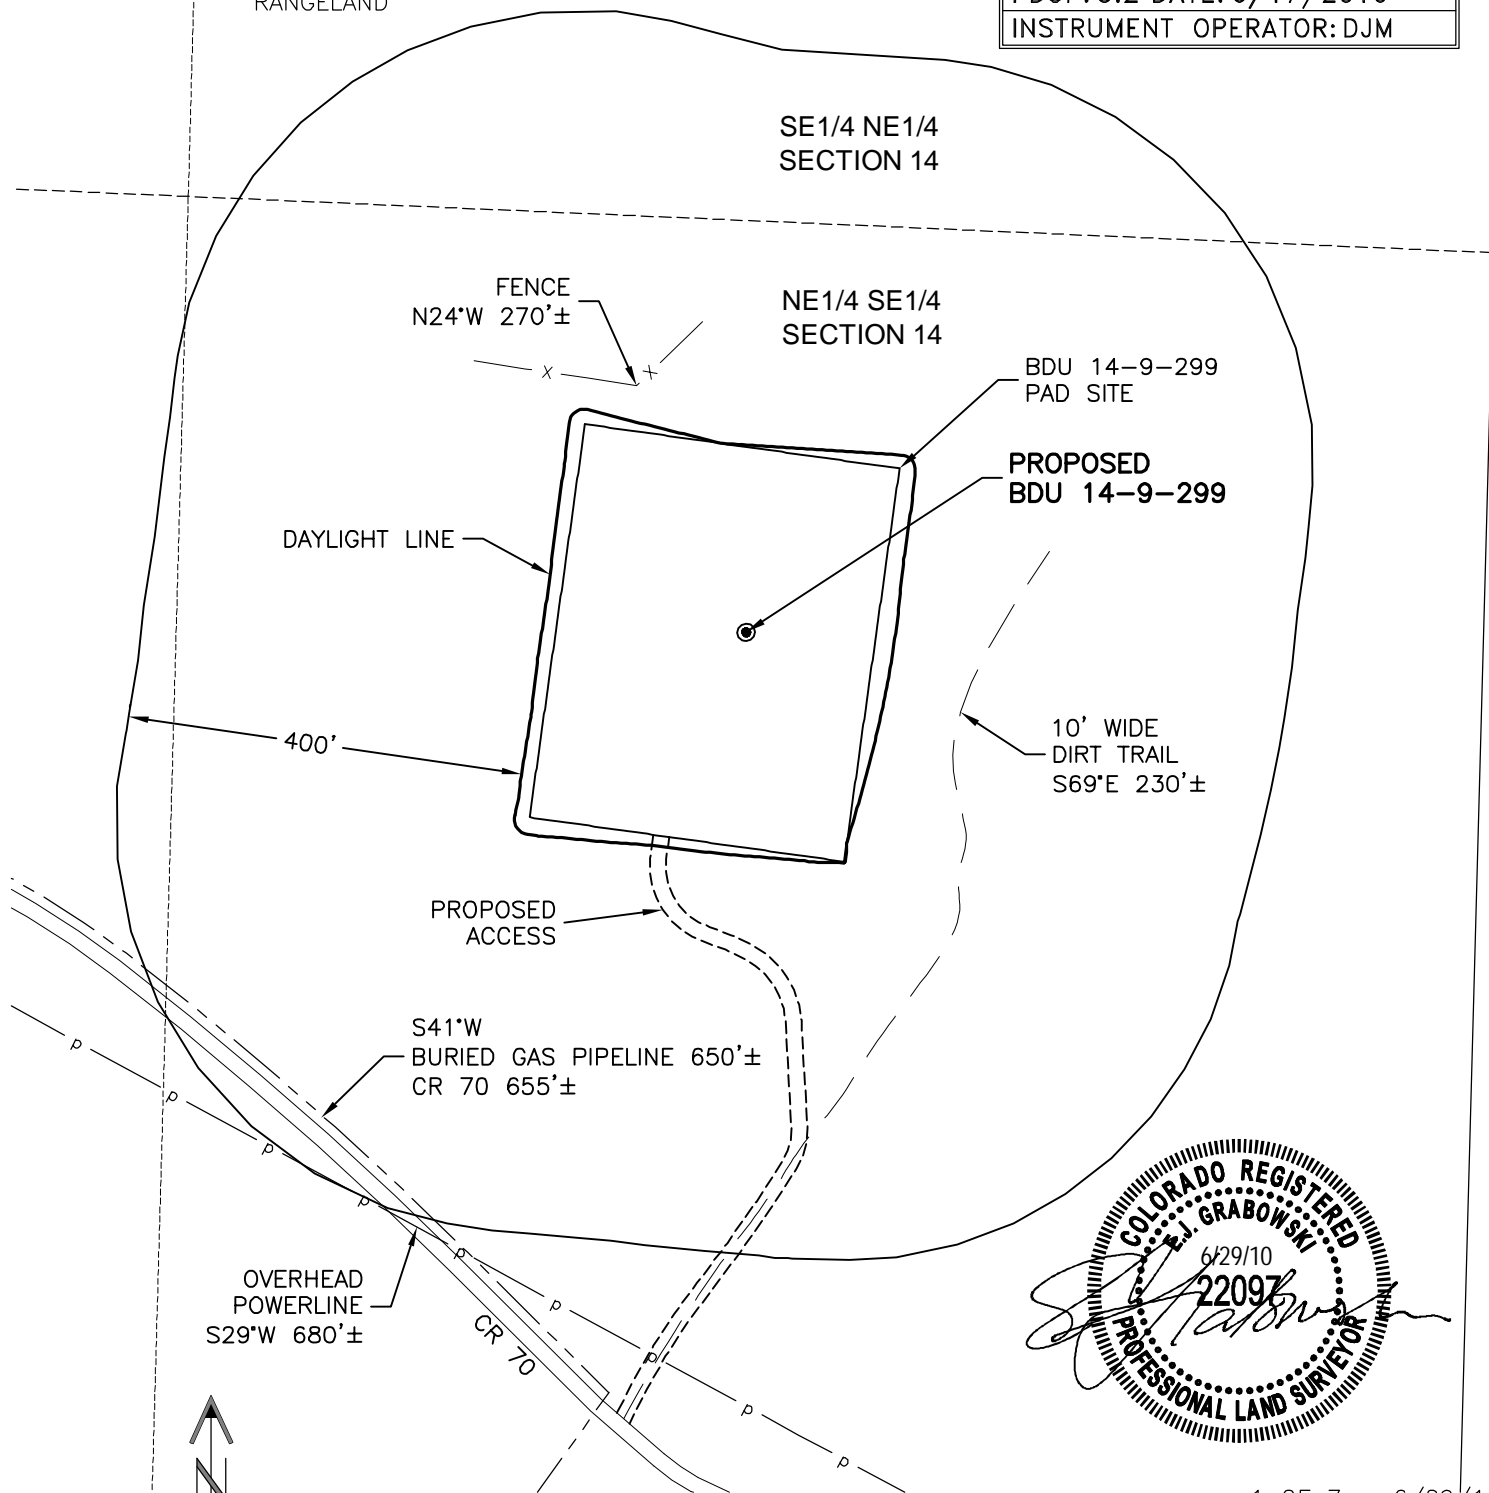 RANGELAND
INSTRUMENT OPERATOR: DJM
SE1/4 NE1/4
SECTION 14
FENCE
N24°W 270'±
NE1/4 SE1/4
SECTION 14
X
X
BDU 14-9-299
PAD SITE
PROPOSED
BDU 14-9-299
DAYLIGHT LINE
400'
10' WIDE
DIRT TRAIL
S69°E 230'±
PROPOSED
ACCESS
S41°W
BURIED GAS PIPELINE 650'±
CR 70 655'±
P
P
P
P
P
P
P
P
P
OVERHEAD
POWERLINE
S29°W 680'±
CR 70
COLORADO REGISTERED
E.J. GRABOWSKI
6/29/10
22097
PROFESSIONAL LAND SURVEYOR
N